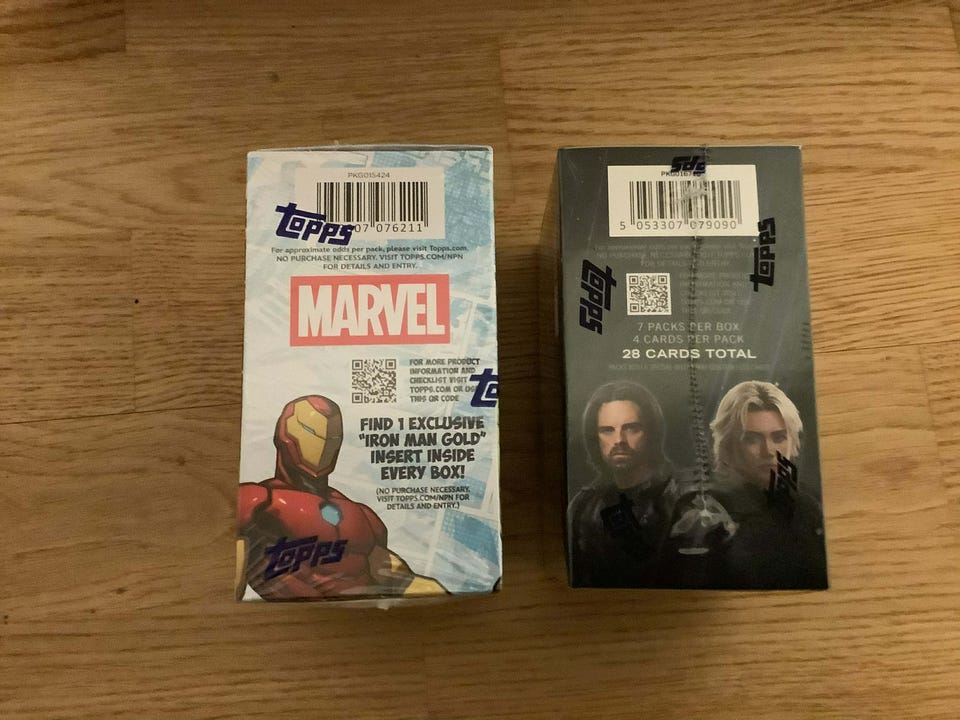 PKG015424
TOPPS
07 076211
For approximate odds per pack, please visit Topps.com.
NO PURCHASE NECESSARY. VISIT TOPPS.COM/NPN
FOR DETAILS AND ENTRY.
MARVEL
FOR MORE PRODUCT
INFORMATION AND
CHECKLIST VISIT
TOPPS.COM OR
THIS QR CODE
FIND 1 EXCLUSIVE
"IRON MAN GOLD"
INSERT INSIDE
EVERY BOX!
(NO PURCHASE NECESSARY.
VISIT TOPPS.COM/NPN FOR
DETAILS AND ENTRY.)
TOPPS
5 053307 079090
TOPPS
TOPPS
7 PACKS PER BOX
4 CARDS PER PACK
28 CARDS TOTAL
TOPPS